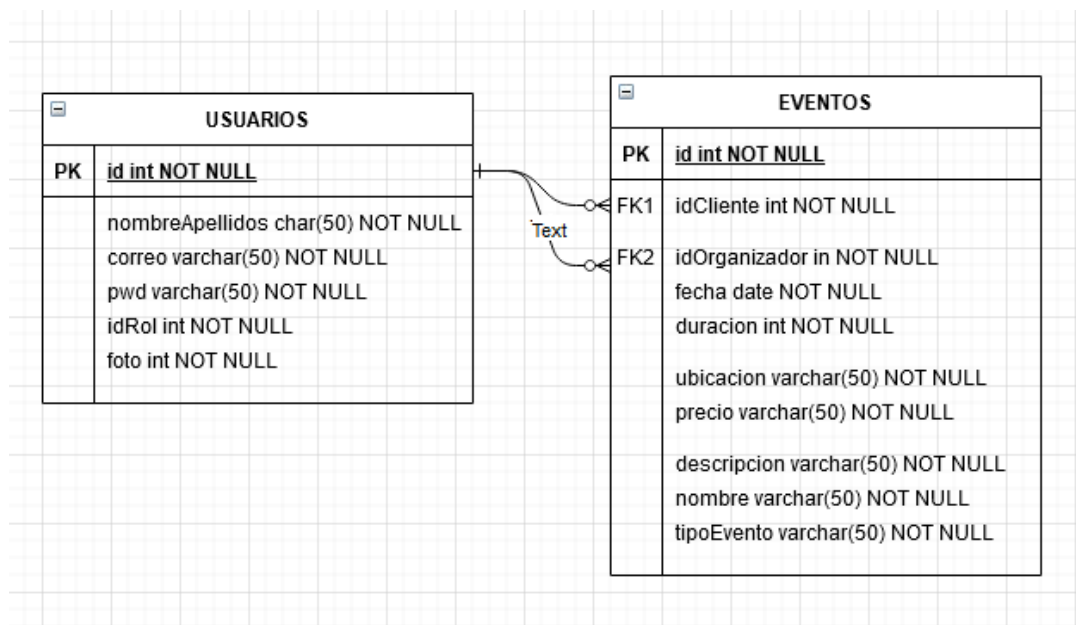 USUARIOS
PK id int NOT NULL
nombreApellidos char(50) NOT NULL
correo varchar(50) NOT NULL
pwd varchar(50) NOT NULL
idRol int NOT NULL
foto int NOT NULL
Text
EVENTOS
PK id int NOT NULL
FK1 idCliente int NOT NULL
FK2 idOrganizador in NOT NULL
fecha date NOT NULL
duracion int NOT NULL
ubicacion varchar(50) NOT NULL
precio varchar(50) NOT NULL
descripcion varchar(50) NOT NULL
nombre varchar(50) NOT NULL
tipoEvento varchar(50) NOT NULL